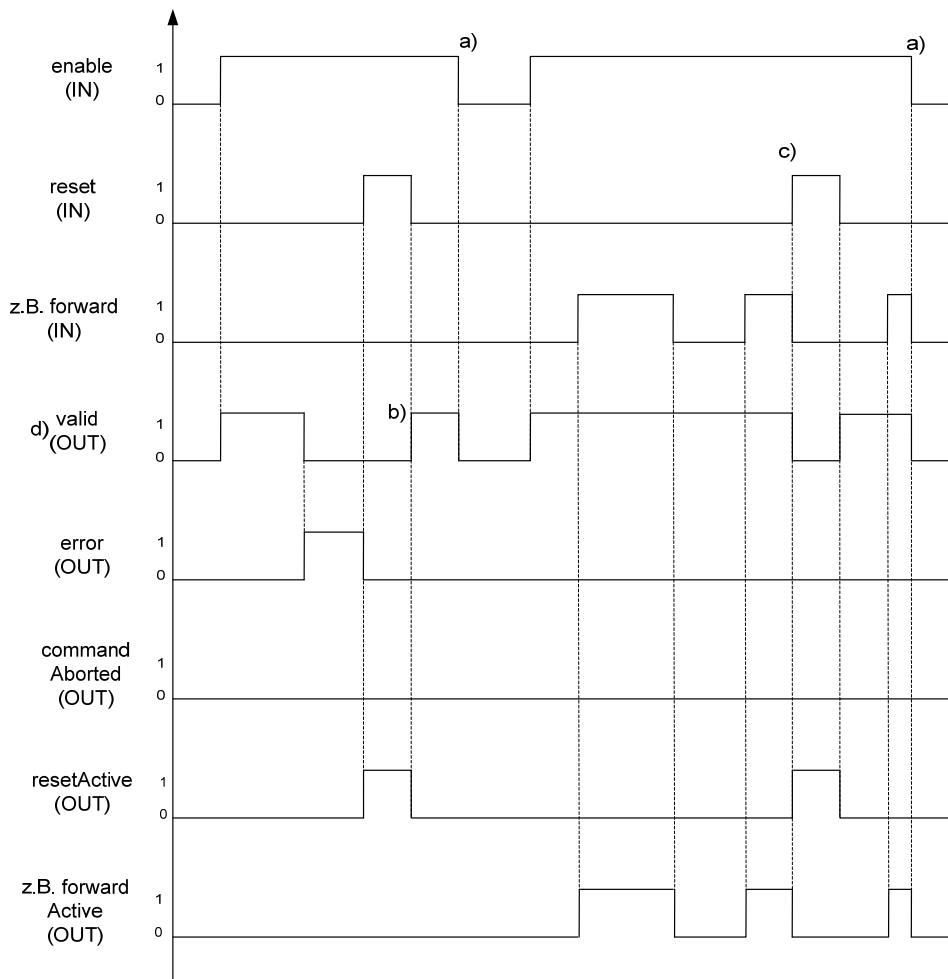 a)
a)
enable
(IN)
1
0
c)
reset
(IN)
1
0
z.B. forward
(IN)
1
0
b)
d)
valid
(OUT)
1
0
error
(OUT)
1
0
command
Aborted
(OUT)
1
0
resetActive
(OUT)
1
0
z.B. forward
Active
(OUT)
1
0